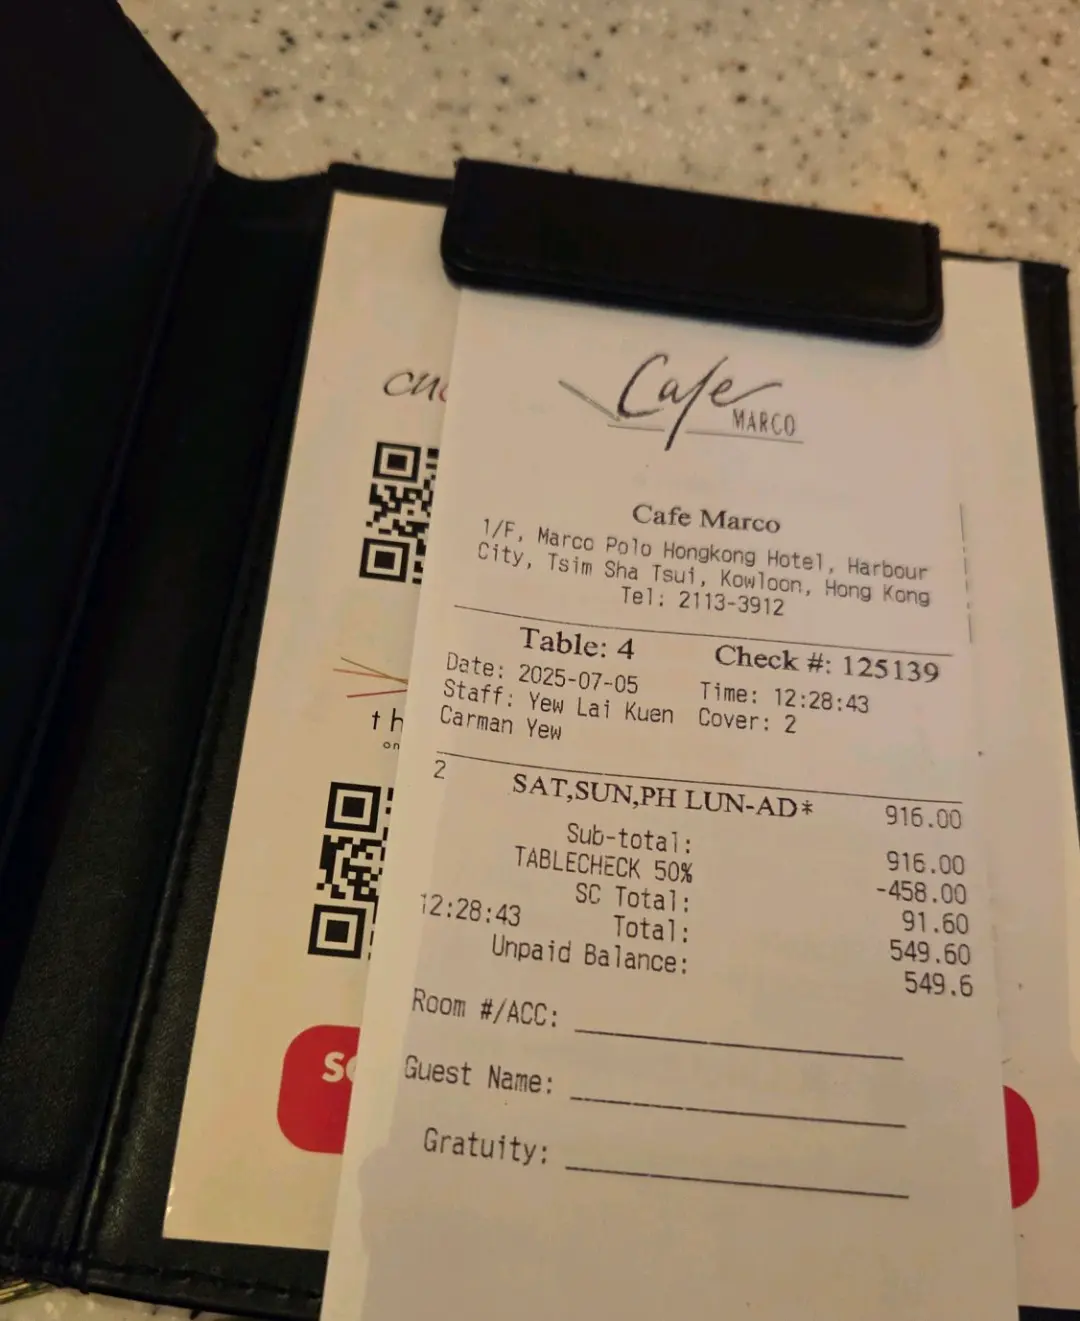 Cafe
MARCO
Cafe Marco
1/F, Marco Polo Hongkong Hotel, Harbour
City, Tsim Sha Tsui, Kowloon, Hong Kong
Tel: 2113-3912
Table: 4 Check #: 125139
Date: 2025-07-05 Time: 12:28:43
Staff: Yew Lai Kuen Cover: 2
Carman Yew
2 SAT,SUN,PH LUN-AD* 916.00
Sub-total: 916.00
TABLECHECK 50% -458.00
SC Total: 91.60
12:28:43 Total: 549.60
Unpaid Balance: 549.6
Room #/ACC:
Guest Name:
Gratuity: